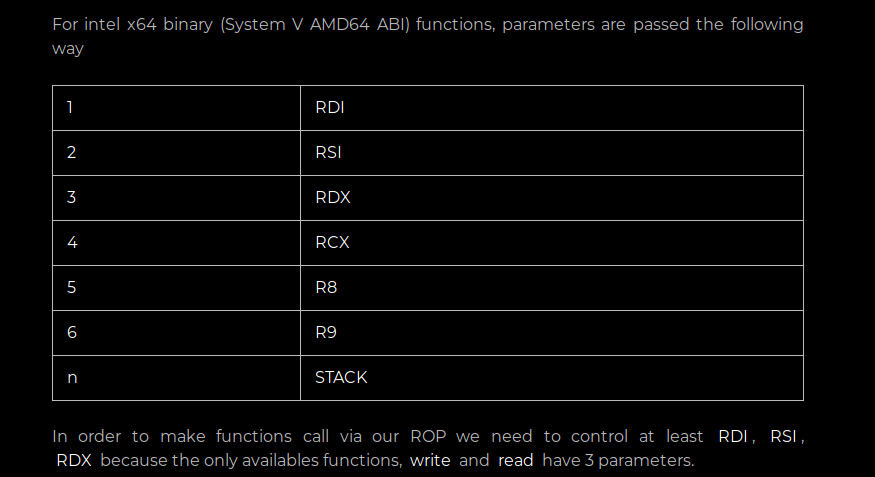 For intel x64 binary (System V AMD64 ABI) functions, parameters are passed the following
way
1 RDI
2 RSI
3 RDX
4 RCX
5 R8
6 R9
n STACK
In order to make functions call via our ROP we need to control at least RDI, RSI,
RDX because the only availables functions, write and read have 3 parameters.